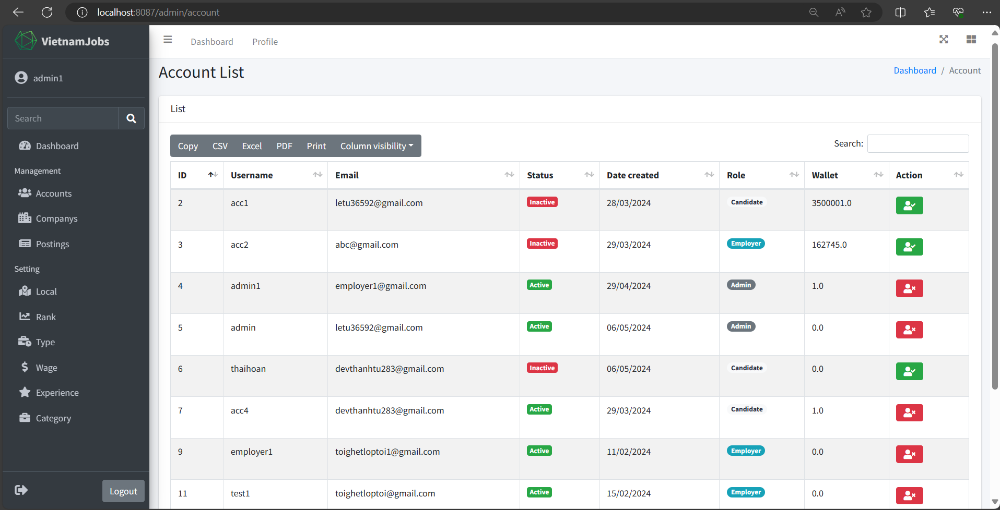 localhost:8087/admin/account
VietnamJobs
Dashboard Profile
admin1
Account List
Dashboard / Account
Search
List
Dashboard
Management
Accounts
Companys
Postings
Setting
Local
Rank
Type
Wage
Experience
Category
Logout
Copy CSV Excel PDF Print Column visibility
Search:
ID Username Email Status Date created Role Wallet Action
2 acc1 letu36592@gmail.com Inactive 28/03/2024 Candidate 3500001.0
3 acc2 abc@gmail.com Inactive 29/03/2024 Employer 162745.0
4 admin1 employer1@gmail.com Active 29/04/2024 Admin 1.0
5 admin letu36592@gmail.com Active 06/05/2024 Admin 0.0
6 thaihoan devthanhtu283@gmail.com Inactive 06/05/2024 Candidate 0.0
7 acc4 devthanhtu283@gmail.com Active 29/03/2024 Candidate 1.0
9 employer1 toighetloptoi1@gmail.com Active 11/02/2024 Employer 0.0
11 test1 toighetloptoi@gmail.com Active 15/02/2024 Employer 0.0